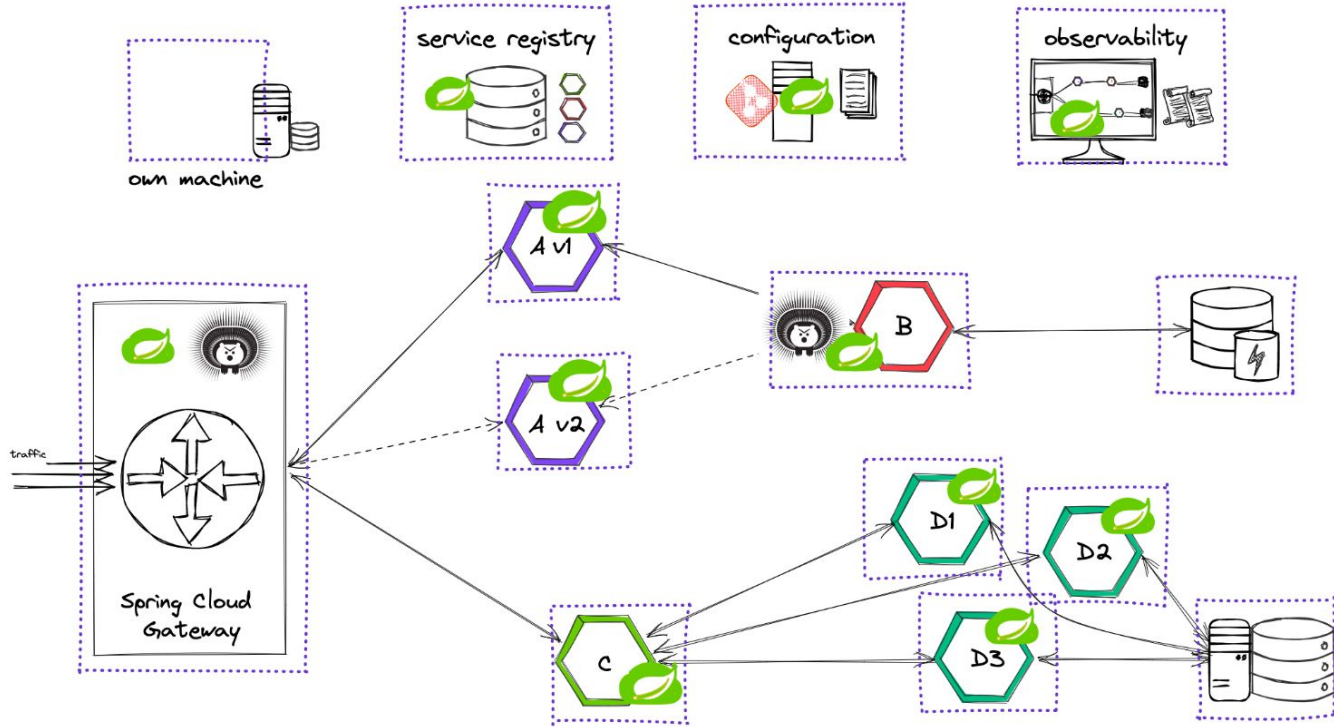 service registry
configuration
observability
own machine
A v1
B
A v2
traffic
D1
D2
Spring Cloud
Gateway
C
D3